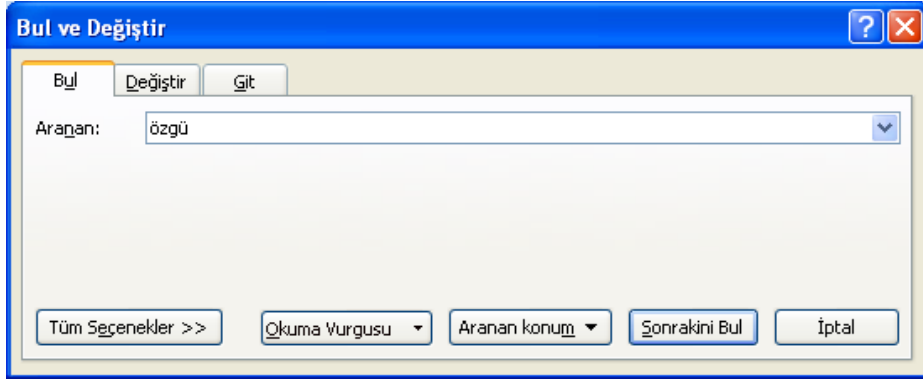 Bul ve Değiştir
Bul Değiştir Git
Aranan: özgü
Tüm Seçenekler >> Okuma Vurgusu Aranan konum Sonrakini Bul İptal